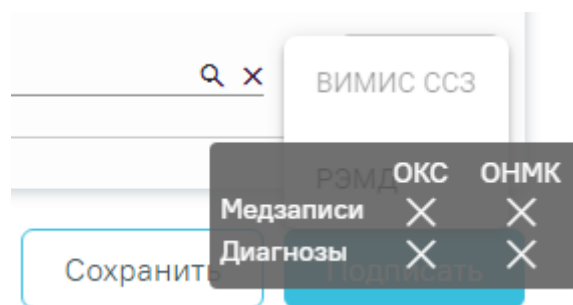 ВИМИС ССЗ
РЭМД
ОКС ОНМК
Медзаписи
Диагнозы
Сохранить
Подписать